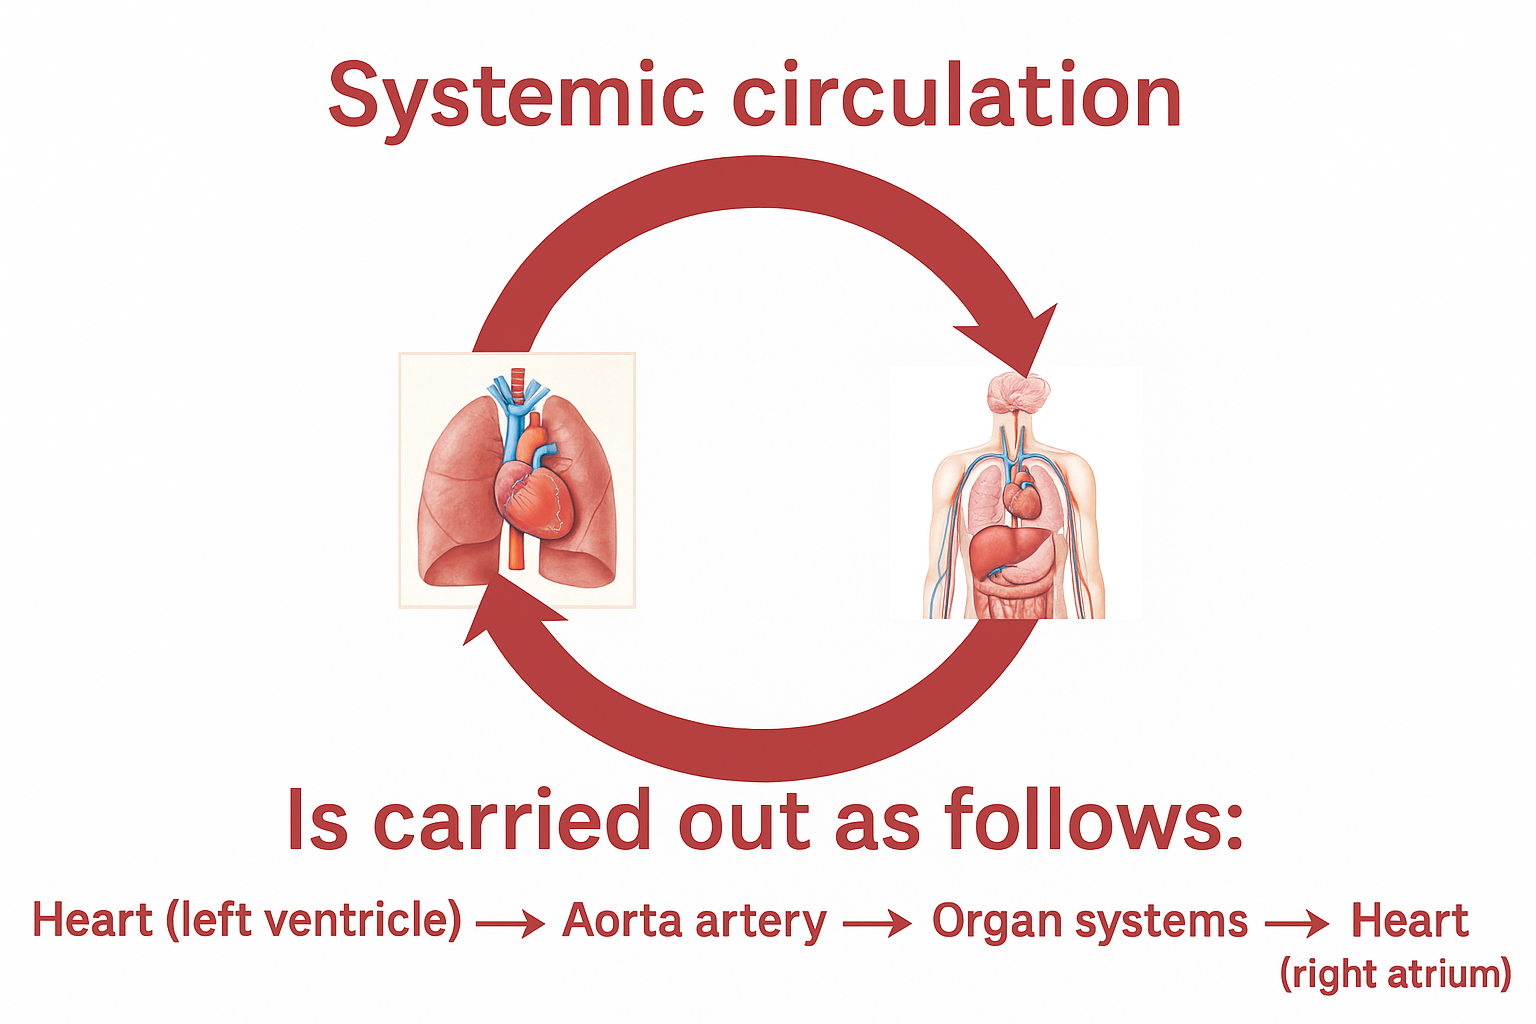 Systemic circulation
Is carried out as follows:
Heart (left ventricle) → Aorta artery → Organ systems → Heart
(right atrium)